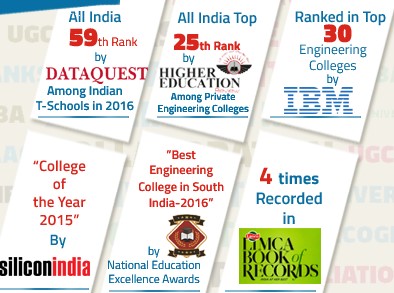 All India
59th Rank
by
DATAQUEST
Among Indian
T-Schools in 2016
All India Top
25th Rank
by
HIGHER
EDUCATION
Among Private
Engineering Colleges
Ranked in Top
30
Engineering
Colleges
by
IBM
"College
of
the Year
2015"
By
siliconindia
"Best
Engineering
College in South
India-2016"
by
National Education
Excellence Awards
4 times
Recorded
in
LIMCA
BOOK of
RECORDS